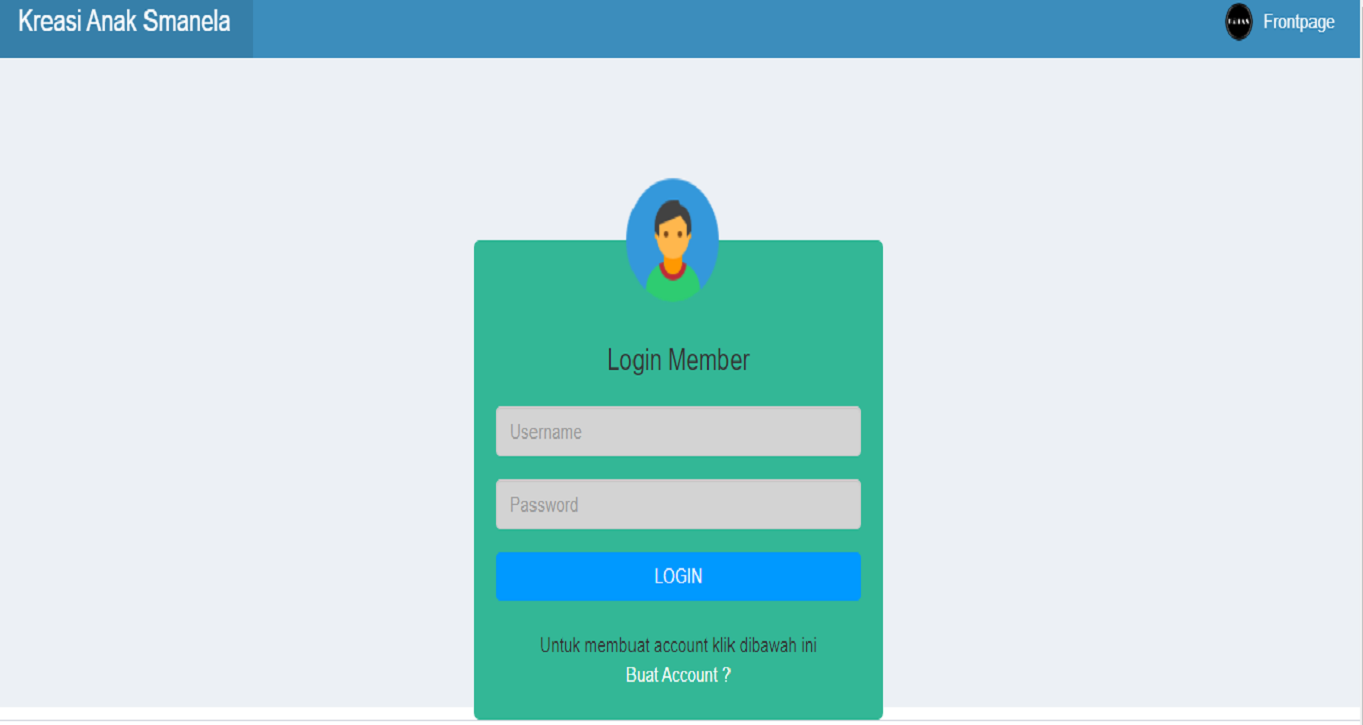 Kreasi Anak Smanela
Frontpage
Login Member
Username
Password
LOGIN
Untuk membuat account klik dibawah ini
Buat Account ?